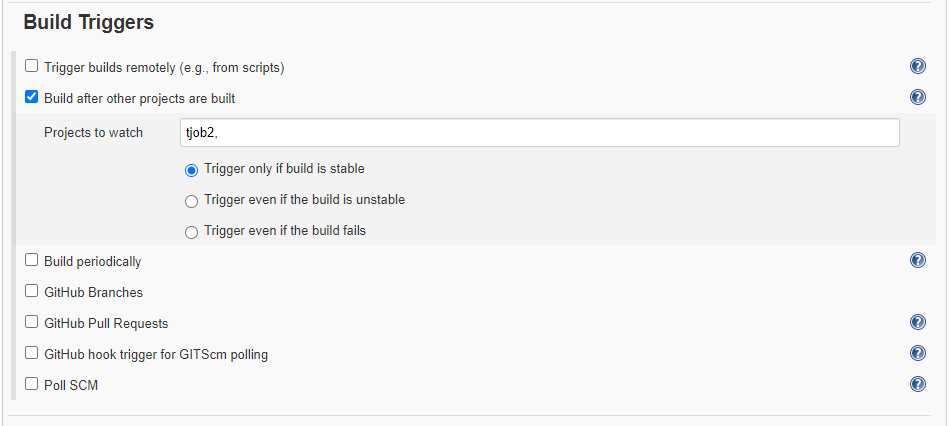 Build Triggers
Trigger builds remotely (e.g., from scripts)
?
Build after other projects are built
?
Projects to watch
tjob2,
Trigger only if build is stable
Trigger even if the build is unstable
Trigger even if the build fails
Build periodically
?
GitHub Branches
GitHub Pull Requests
?
GitHub hook trigger for GITScm polling
?
Poll SCM
?